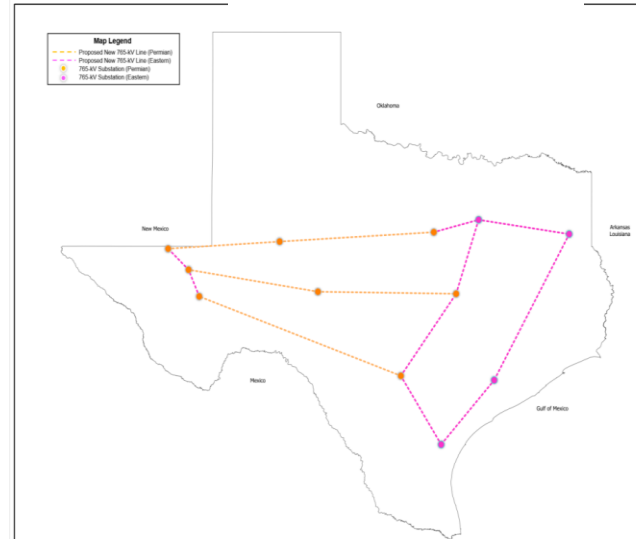 Map Legend
Proposed New 765-kV Line (Permian)
Proposed New 765-kV Line (Eastern)
765-kV Substation (Permian)
765-kV Substation (Eastern)
Oklahoma
New Mexico
Arkansas
Louisiana
Mexico
Gulf of Mexico